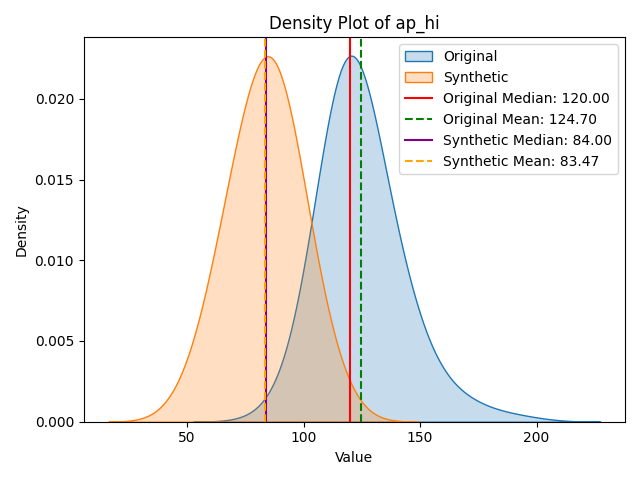 Density Plot of ap_hi
Original
Synthetic
Original Median: 120.00
Original Mean: 124.70
Synthetic Median: 84.00
Synthetic Mean: 83.47
Density
0.020
0.015
0.010
0.005
0.000
50
100
150
200
Value